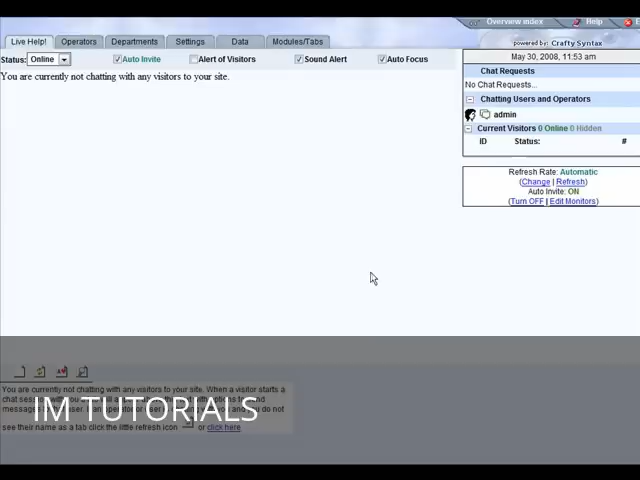 Overview index Help
Live Help! Operators Departments Settings Data Modules/Tabs
powered by: Crafty Syntax
Status: Online Auto Invite Alert of Visitors Sound Alert Auto Focus
May 30, 2008, 11:53 am
You are currently not chatting with any visitors to your site.
Chat Requests
No Chat Requests...
Chatting Users and Operators
admin
Current Visitors 0 Online 0 Hidden
ID Status: #
Refresh Rate: Automatic
(Change | Refresh)
Auto Invite: ON
(Turn OFF | Edit Monitors)
You are currently not chatting with any visitors to your site. When a visitor starts a
chat
see their name as a tab click the little refresh icon or click here
IM TUTORIALS